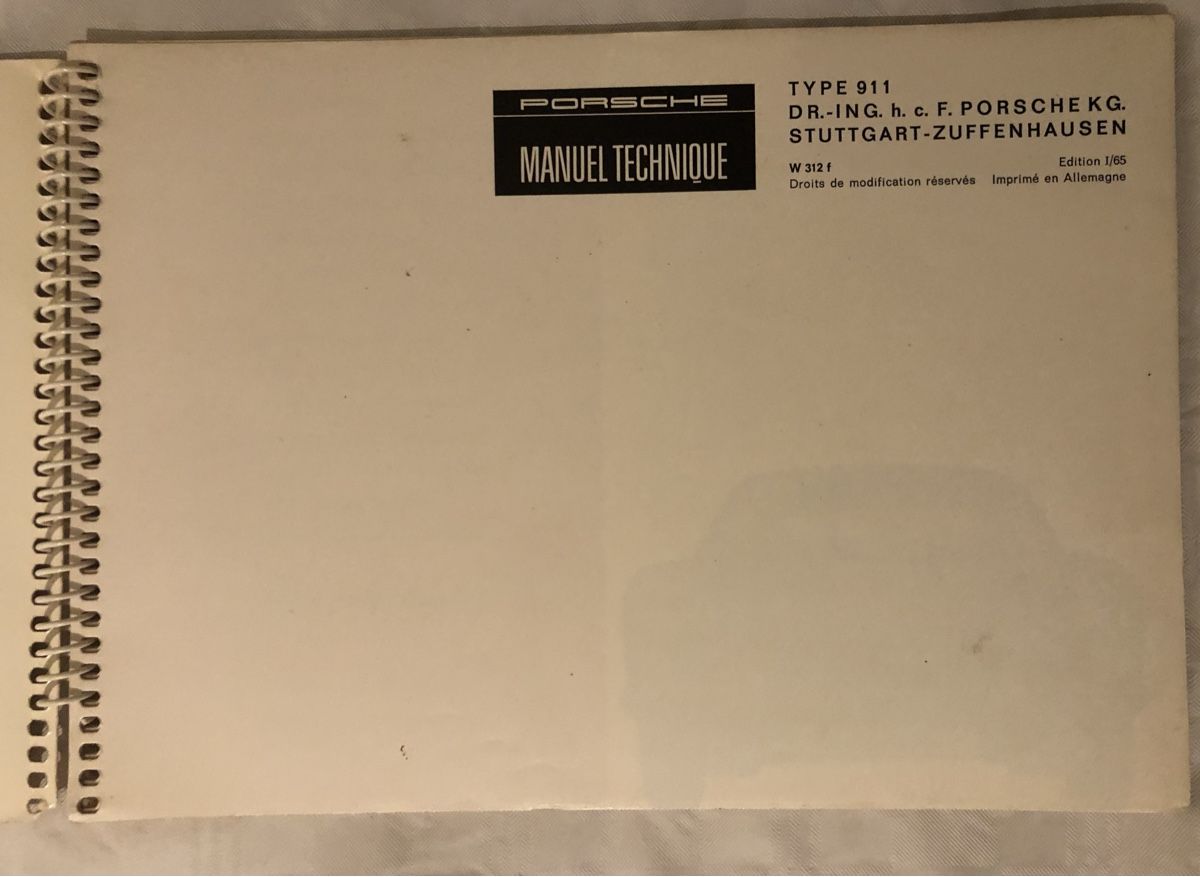 PORSCHE
MANUEL TECHNIQUE
TYPE 911
DR.-ING. h. c. F. PORSCHE KG.
STUTTGART-ZUFFENHAUSEN
W 312 f Edition I/65
Droits de modification réservés Imprimé en Allemagne